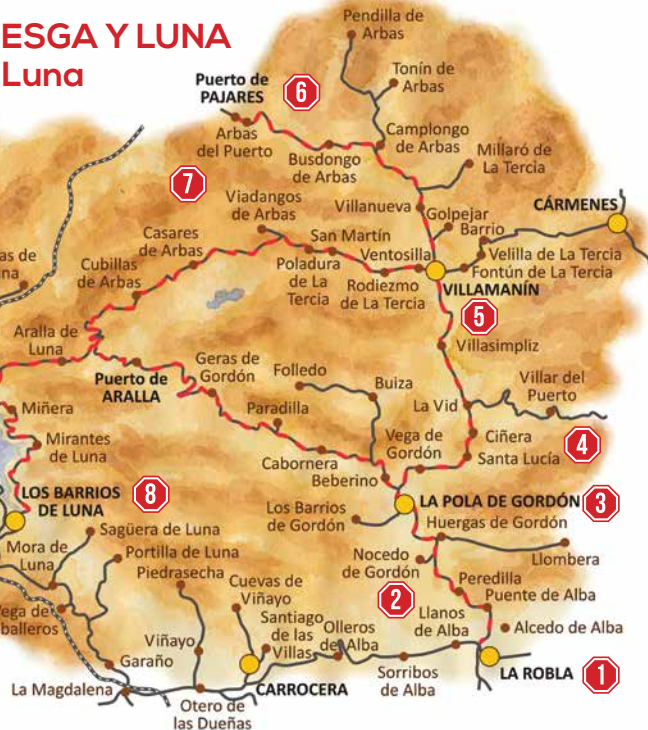 ESGA Y LUNA
Luna
Pendilla de
Arbas
Tonín de
Arbas
Puerto de
PAJARES
6
Arbas
del Puerto
Camplongo
de Arbas
Busdongo
de Arbas
Millaró de
La Tercia
7
Viadangos
de Arbas
Villanueva
Golpejar
CÁRMENES
Barrio
Casares
de Arbas
San Martín
Ventosilla
Velilla de La Tercia
Fontún de La Tercia
as de
na
Cubillas
de Arbas
Poladura
de La
Tercia
Rodiezmo
de La Tercia
VILLAMANÍN
5
Aralla de
Luna
Villasimpliz
Puerto de
ARALLA
Geras de
Gordón
Folledo
Buiza
Villar del
Puerto
Miñera
Paradilla
La Vid
Mirantes
de Luna
Vega de
Gordón
Ciñera
4
Santa Lucía
Cabornera
Beberino
LOS BARRIOS
DE LUNA
8
LA POLA DE GORDÓN
3
Los Barrios
de Gordón
Huergas de Gordón
Sagüera de Luna
Mora de
Luna
Portilla de Luna
Piedrasecha
Nocedo
de Gordón
Llombera
Cuevas de
Viñayo
Peredilla
Puente de Alba
2
ega de
balleros
Santiago
de las
Villas
Olleros
de Alba
Llanos
de Alba
Alcedo de Alba
Viñayo
Garaño
LA ROBLA
1
La Magdalena
CARROCERA
Sorribos
de Alba
Otero de
las Dueñas